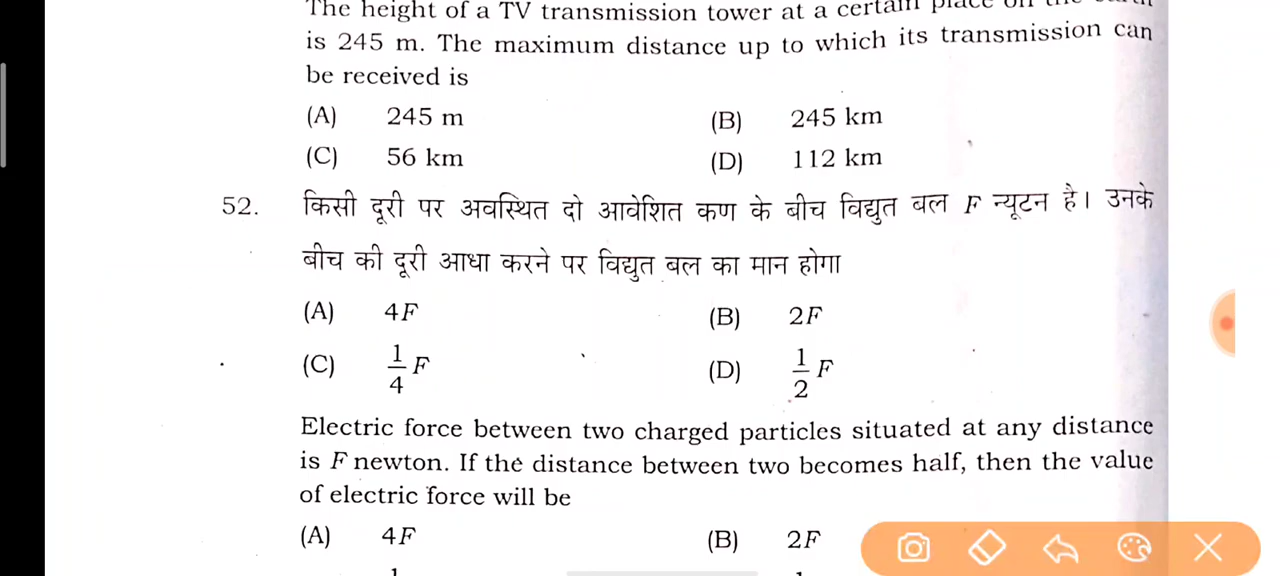 The height of a TV transmission tower at a certain place on the earth
is 245 m. The maximum distance up to which its transmission can
be received is
(A) 245 m (B) 245 km
(C) 56 km (D) 112 km
52. किसी दूरी पर अवस्थित दो आवेशित कण के बीच विद्युत बल F न्यूटन है। उनके
बीच की दूरी आधा करने पर विद्युत बल का मान होगा
(A) 4F (B) 2F
(C) 1/4 F (D) 1/2 F
Electric force between two charged particles situated at any distance
is F newton. If the distance between two becomes half, then the value
of electric force will be
(A) 4F (B) 2F